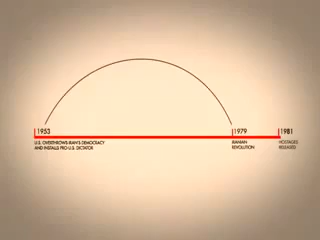 1953
U.S. OVERTHROWS IRAN'S DEMOCRACY
AND INSTALLS PRO-U.S. DICTATOR
1979
IRANIAN
REVOLUTION
1981
HOSTAGES
RELEASED